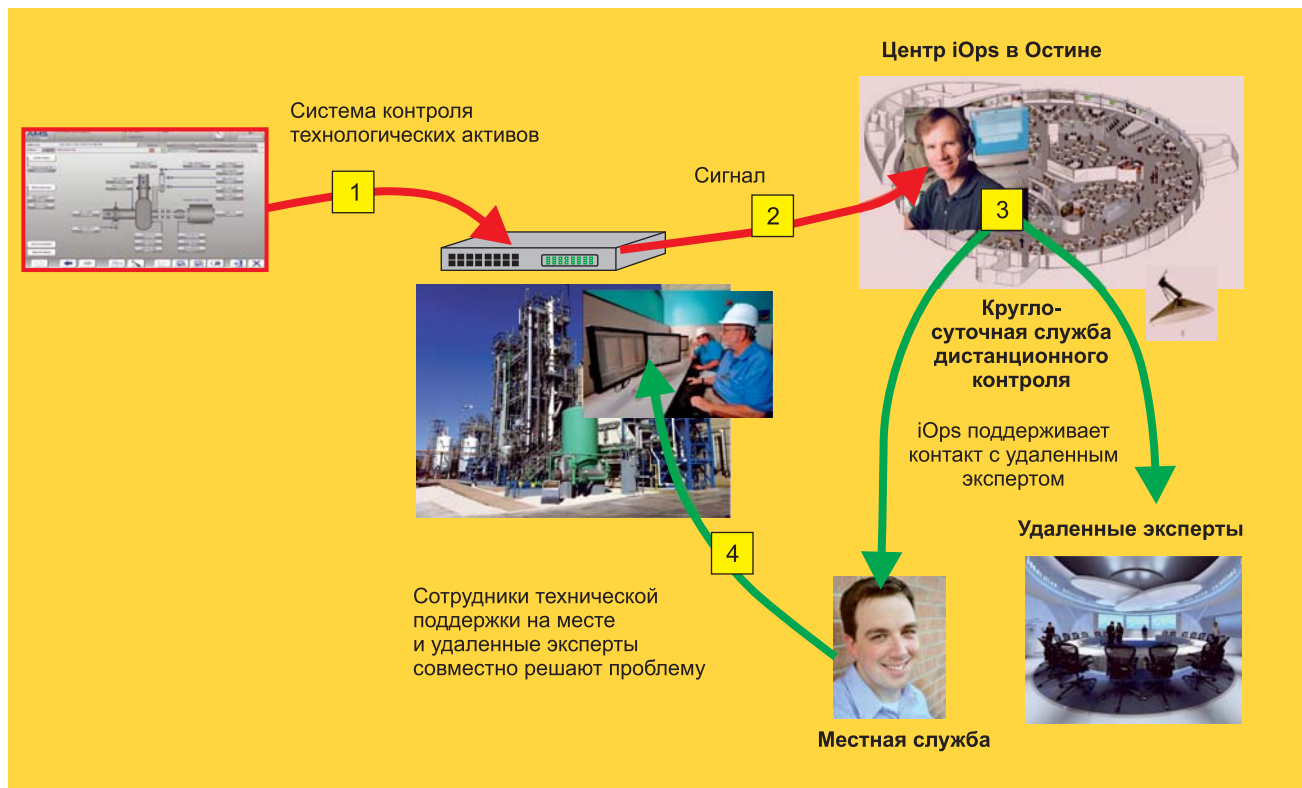 Центр iOps в Остине
Система контроля
технологических активов
AMS
1
Сигнал
2
3
Кругло-
суточная служба
дистанционного
контроля
iOps поддерживает
контакт с удаленным
экспертом
Удаленные эксперты
4
Сотрудники технической
поддержки на месте
и удаленные эксперты
совместно решают проблему
Местная служба